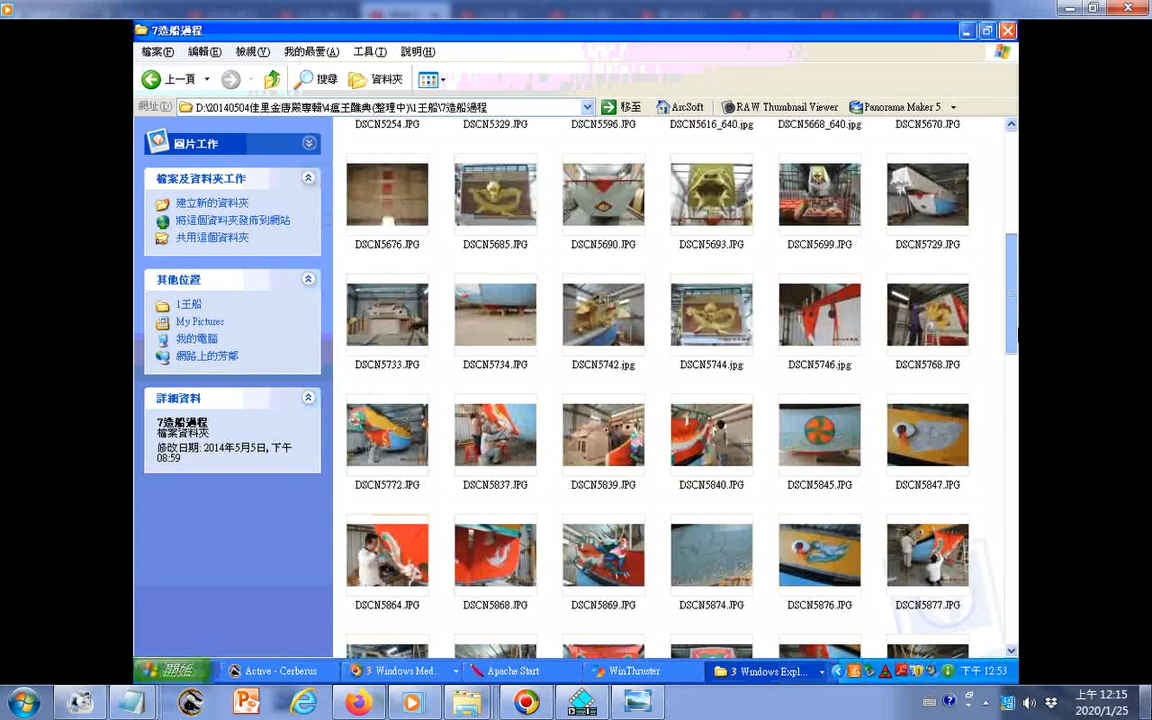 7造船過程
檔案(F) 編輯(E) 檢視(V) 我的最愛(A) 工具(T) 說明(H)
上一頁 搜尋 資料夾
網址(D) D:\20140504佳里金唐殿專輯\4瘟王醮典(整理中)\1王船\7造船過程 移至 ArcSoft RAW Thumbnail Viewer Panorama Maker 5
DSCN5254.JPG DSCN5329.JPG DSCN5596.JPG DSCN5616_640.jpg DSCN5668_640.jpg DSCN5670.JPG
圖片工作
檔案及資料夾工作
建立新的資料夾
將這個資料夾發佈到網站
共用這個資料夾
DSCN5676.JPG DSCN5685.JPG DSCN5690.JPG DSCN5693.JPG DSCN5699.JPG DSCN5729.JPG
其他位置
1王船
My Pictures
我的電腦
網路上的芳鄰
DSCN5733.JPG DSCN5734.JPG DSCN5742.jpg DSCN5744.jpg DSCN5746.jpg DSCN5768.JPG
詳細資料
7造船過程
檔案資料夾
修改日期: 2014年5月5日, 下午
08:59
DSCN5772.JPG DSCN5837.JPG DSCN5839.JPG DSCN5840.JPG DSCN5845.JPG DSCN5847.JPG
DSCN5864.JPG DSCN5868.JPG DSCN5869.JPG DSCN5874.JPG DSCN5876.JPG DSCN5877.JPG
開始 Active - Cerberus 3 Windows Med. Apache Start WinThruster 3 Windows Expl... 下午 12:53
上午 12:15
2020/1/25